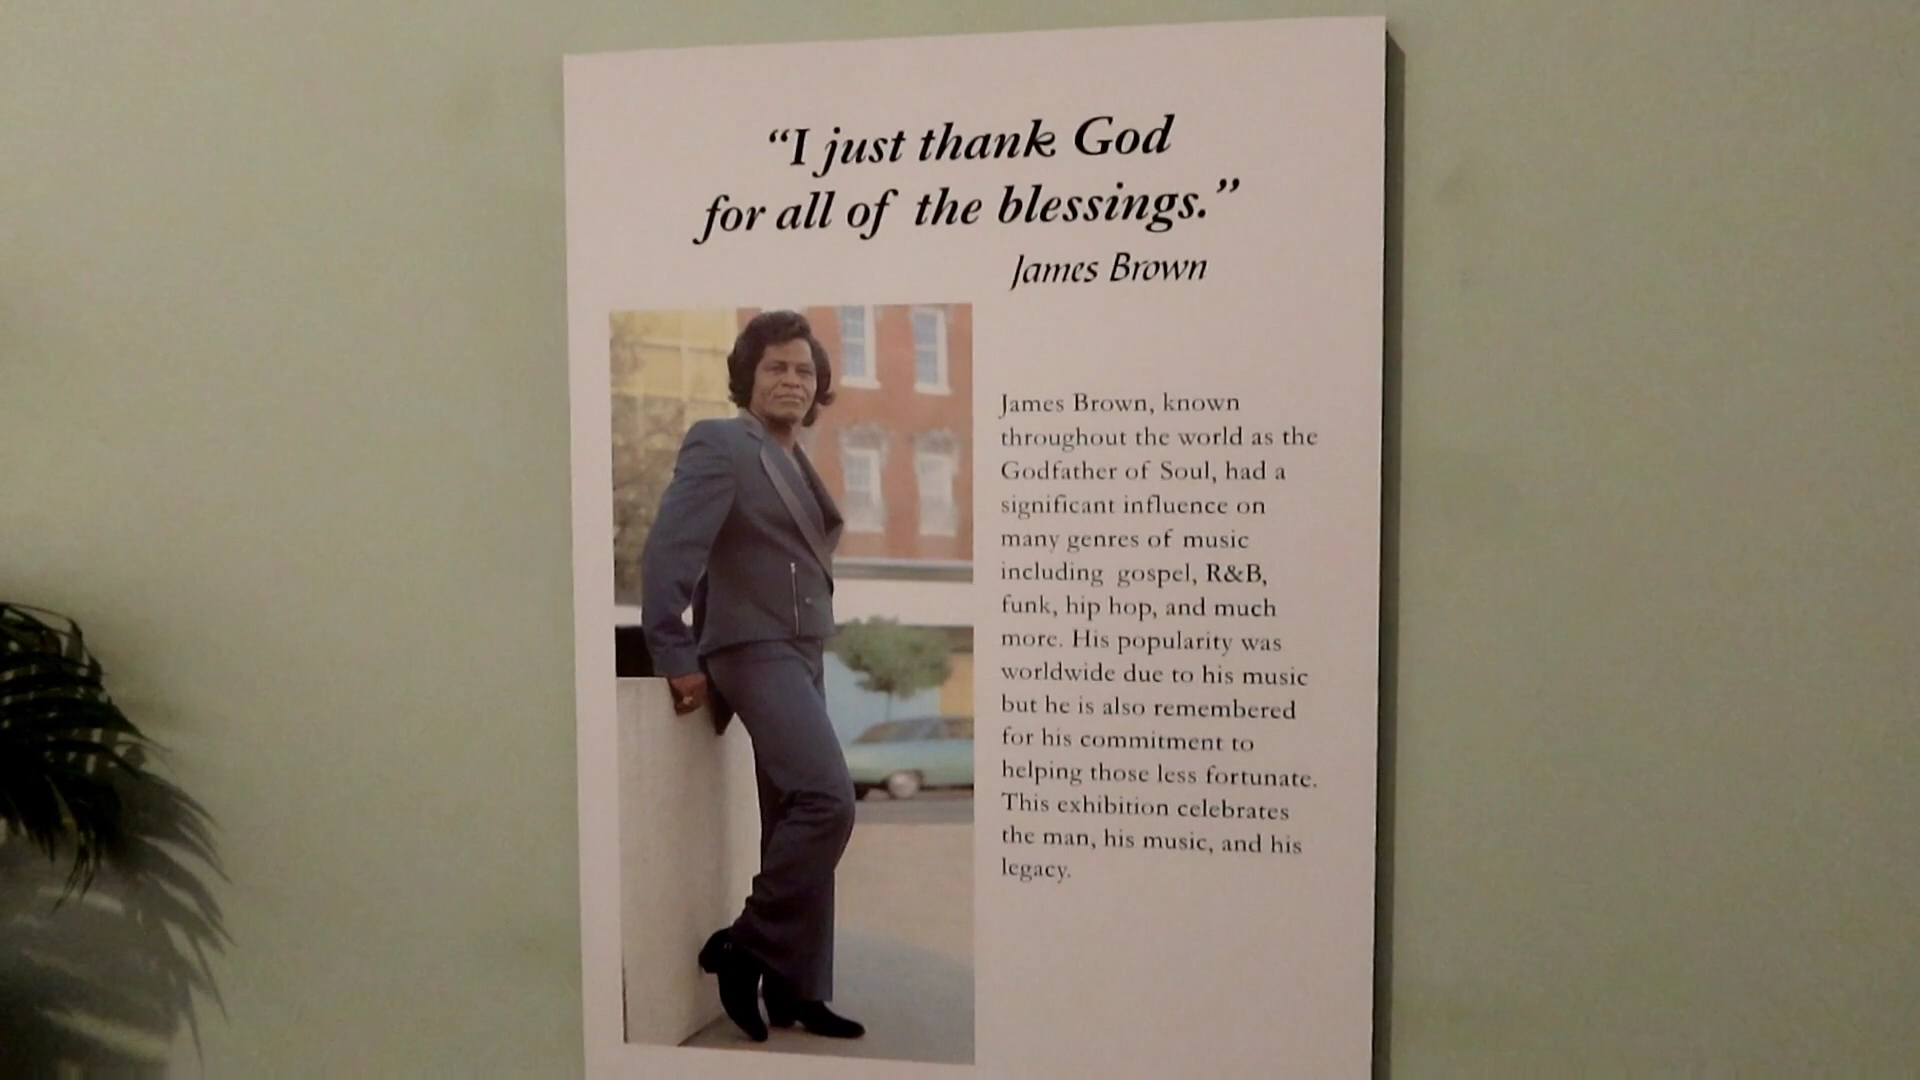 “I just thank God
for all of the blessings.”
James Brown
James Brown, known
throughout the world as the
Godfather of Soul, had a
significant influence on
many genres of music
including gospel, R&B,
funk, hip hop, and much
more. His popularity was
worldwide due to his music
but he is also remembered
for his commitment to
helping those less fortunate.
This exhibition celebrates
the man, his music, and his
legacy.